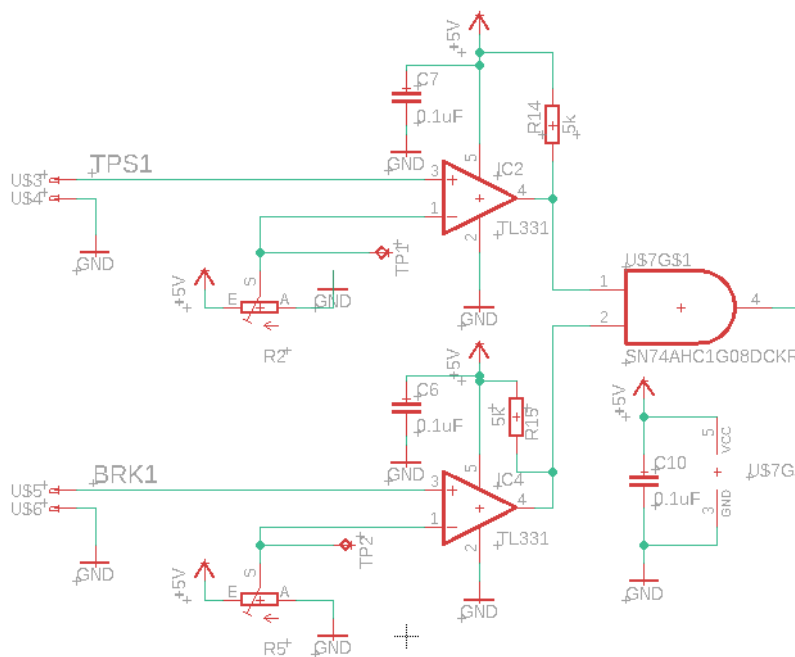 +5V
C7
0.1uF
GND
R14
5k
TPS1
U$3
U$4
GND
3
1
5
2
4
IC2
TL331
TP1
+5V
E
S
A
GND
R2
GND
U$7G$1
1
2
4
SN74AHC1G08DCKR
+5V
C6
0.1uF
GND
5k
R15
BRK1
U$5
U$6
GND
3
1
5
2
4
IC4
TL331
TP2
+5V
E
S
A
GND
R5
GND
+5V
C10
0.1uF
GND
5
VCC
3
GND
U$7G